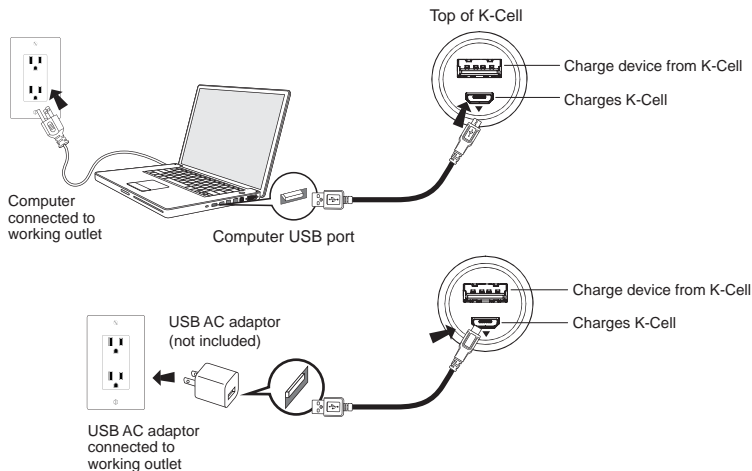 Top of K-Cell
Charge device from K-Cell
Charges K-Cell
Computer
connected to
working outlet
Computer USB port
Charge device from K-Cell
Charges K-Cell
USB AC adaptor
(not included)
USB AC adaptor
connected to
working outlet